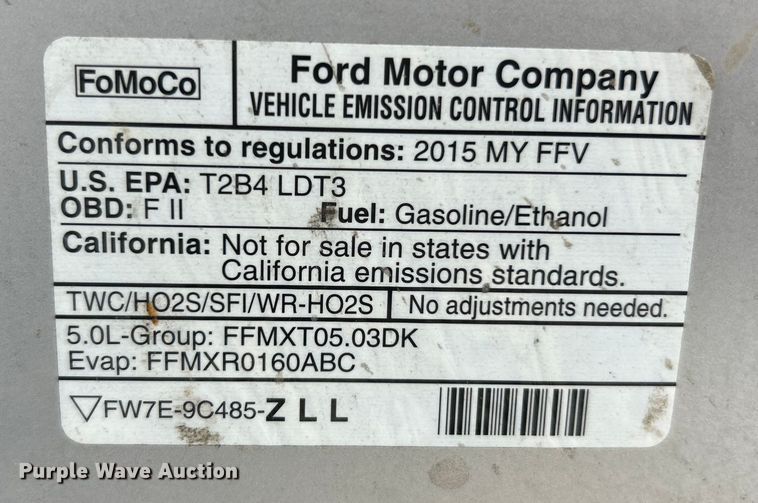 FoMoCo
Ford Motor Company
VEHICLE EMISSION CONTROL INFORMATION
Conforms to regulations: 2015 MY FFV
U.S. EPA: T2B4 LDT3
OBD: F II Fuel: Gasoline/Ethanol
California: Not for sale in states with
California emissions standards.
TWC/HO2S/SFI/WR-HO2S No adjustments needed.
5.0L-Group: FFMXT05.03DK
Evap: FFMXR0160ABC
FW7E-9C485-ZLL
Purple Wave Auction